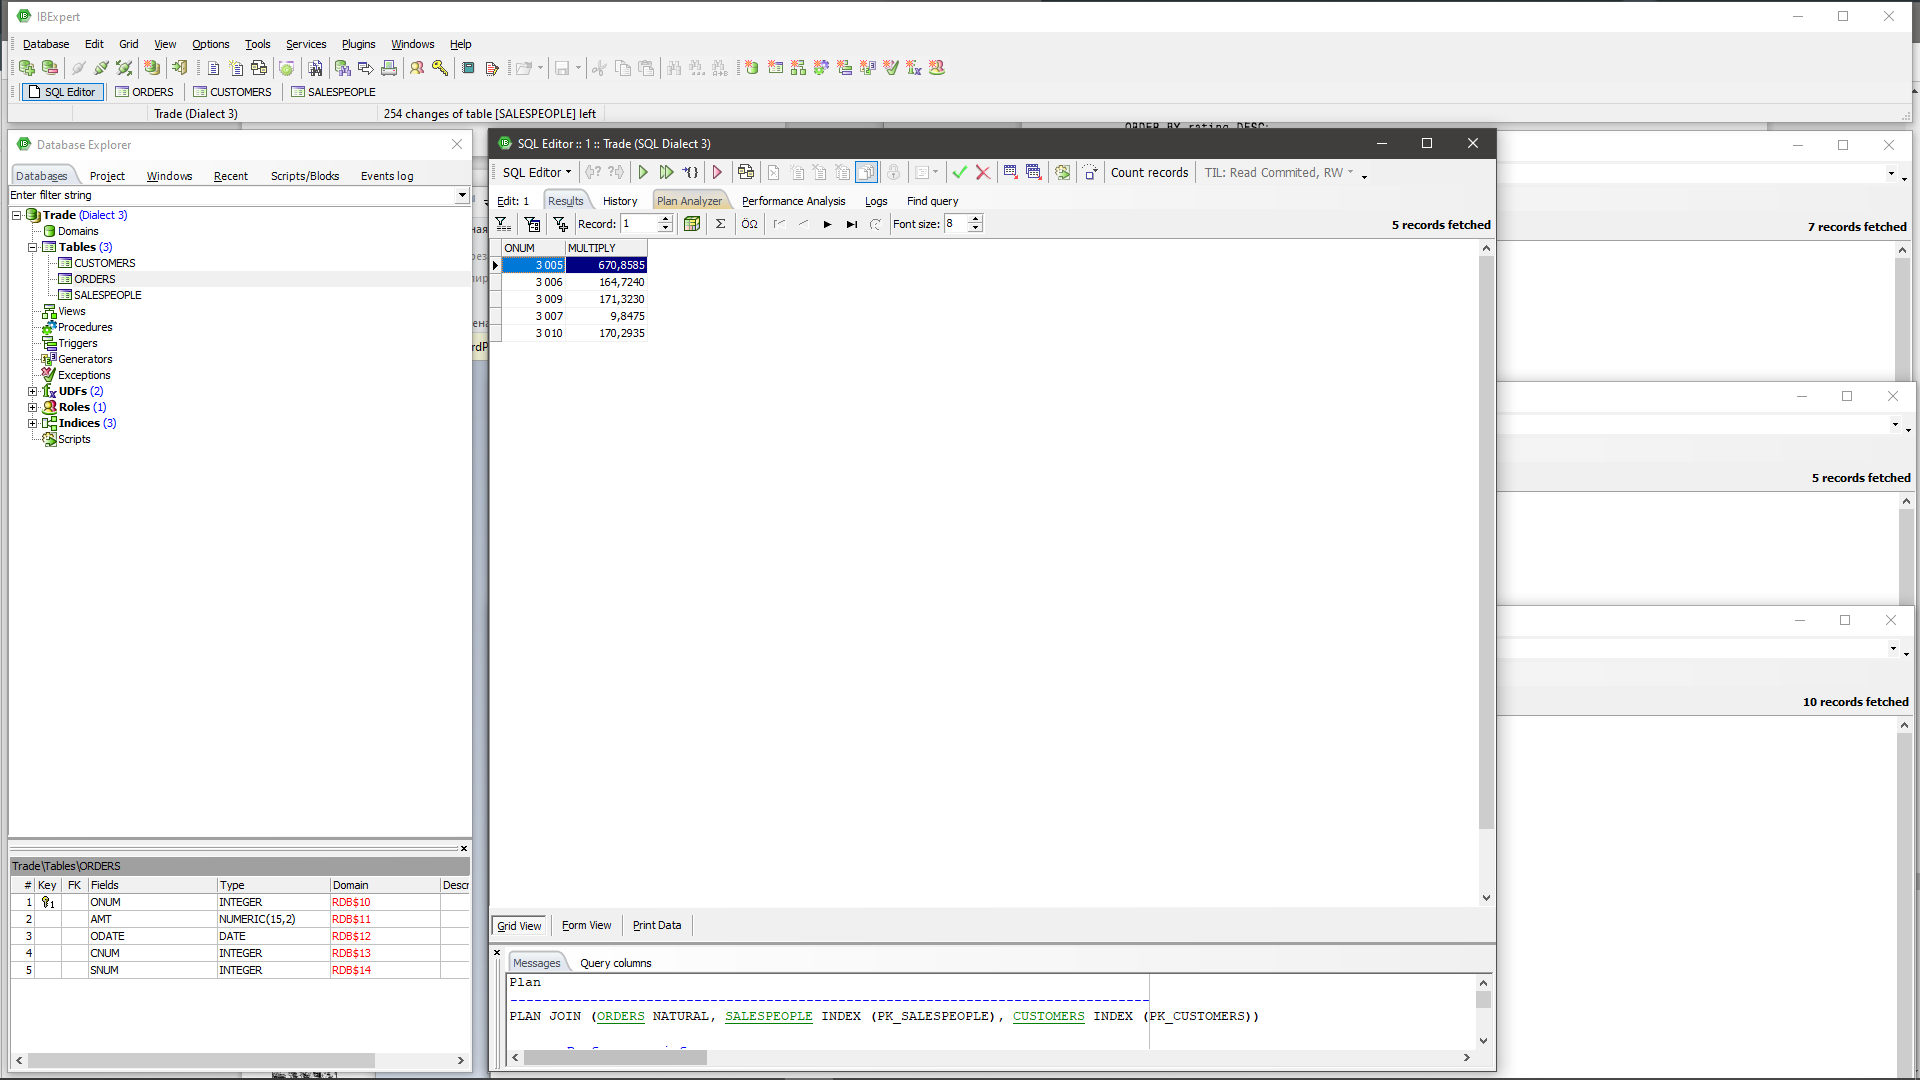 IBExpert
Database Edit Grid View Options Tools Services Plugins Windows Help
SQL Editor ORDERS CUSTOMERS SALESPEOPLE
Trade (Dialect 3) 254 changes of table [SALESPEOPLE] left
Database Explorer
Databases Project Windows Recent Scripts/Blocks Events log
Enter filter string
Trade (Dialect 3)
Domains
Tables (3)
CUSTOMERS
ORDERS
SALESPEOPLE
Views
Procedures
Triggers
Generators
Exceptions
UDFs (2)
Roles (1)
Indices (3)
Scripts
Trade\Tables\ORDERS
# Key FK Fields Type Domain Descr
1 1 ONUM INTEGER RDB$10
2 AMT NUMERIC(15,2) RDB$11
3 ODATE DATE RDB$12
4 CNUM INTEGER RDB$13
5 SNUM INTEGER RDB$14
SQL Editor :: 1 :: Trade (SQL Dialect 3)
SQL Editor Count records TIL: Read Commited, RW
Edit: 1 Results History Plan Analyzer Performance Analysis Logs Find query
Record: 1 Σ ÖΩ Font size: 8 5 records fetched
ONUM MULTIPLY
3 005 670,8585
3 006 164,7240
3 009 171,3230
3 007 9,8475
3 010 170,2935
Grid View Form View Print Data
Messages Query columns
Plan
--------------------------------------------------------------------------------
PLAN JOIN (ORDERS NATURAL, SALESPEOPLE INDEX (PK_SALESPEOPLE), CUSTOMERS INDEX (PK_CUSTOMERS))
7 records fetched
5 records fetched
10 records fetched